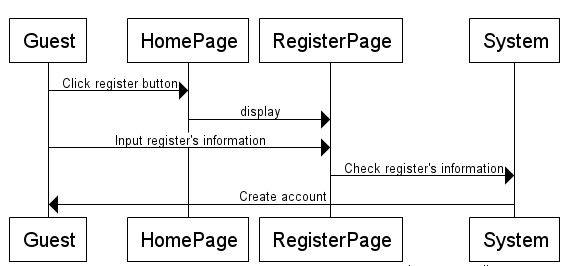 Guest HomePage RegisterPage System
Click register button
display
Input register's information
Check register's information
Create account
Guest HomePage RegisterPage System